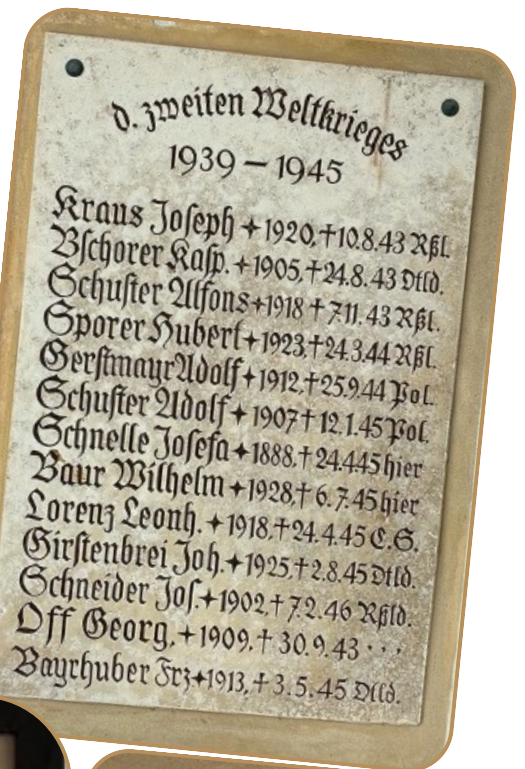 d. zweiten Weltkrieges
1939 – 1945
Kraus Joseph ✦ 1920, † 10.8.43 Rßl.
Bschorer Kasp. ✦ 1905, † 24.8.43 Dtld.
Schuster Alfons ✦ 1918 † 7.11.43 Rßl.
Sporer Hubert ✦ 1923, † 24.3.44 Rßl.
Gerstmayr Adolf ✦ 1912, † 25.9.44 Pol.
Schuster Adolf ✦ 1907 † 12.1.45 Pol.
Schnelle Josefa ✦ 1888, † 24.4.45 hier
Baur Wilhelm ✦ 1928, † 6.7.45 hier
Lorenz Leonh. ✦ 1918, † 24.4.45 C.S.
Girstenbrei Joh. ✦ 1925, † 2.8.45 Dtld.
Schneider Jos. ✦ 1902, † 7.2.46 Rßld.
Off Georg, ✦ 1909, † 30.9.43 · · ·
Bayrhuber Frz ✦ 1913, † 3.5.45 Dtld.